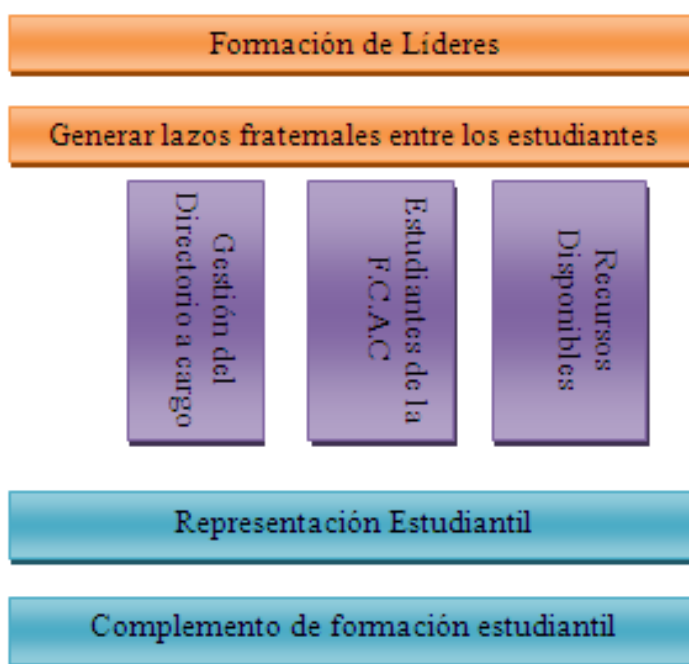 Formación de Líderes
Generar lazos fraternales entre los estudiantes
Gestión del
Directorio a cargo
Estudiantes de la
F.C.A.C
Recursos
Disponibles
Representación Estudiantil
Complemento de formación estudiantil